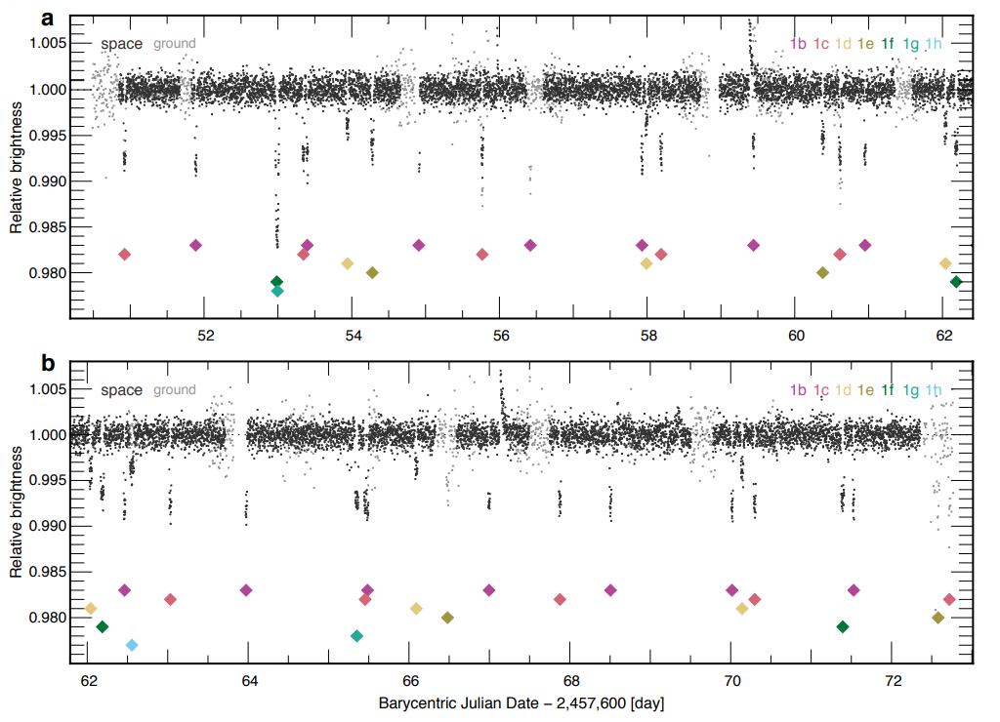 a
space ground 1b 1c 1d 1e 1f 1g 1h
1.005
1.000
0.995
0.990
0.985
0.980
Relative brightness
52 54 56 58 60 62
b
space ground 1b 1c 1d 1e 1f 1g 1h
1.005
1.000
0.995
0.990
0.985
0.980
Relative brightness
62 64 66 68 70 72
Barycentric Julian Date – 2,457,600 [day]